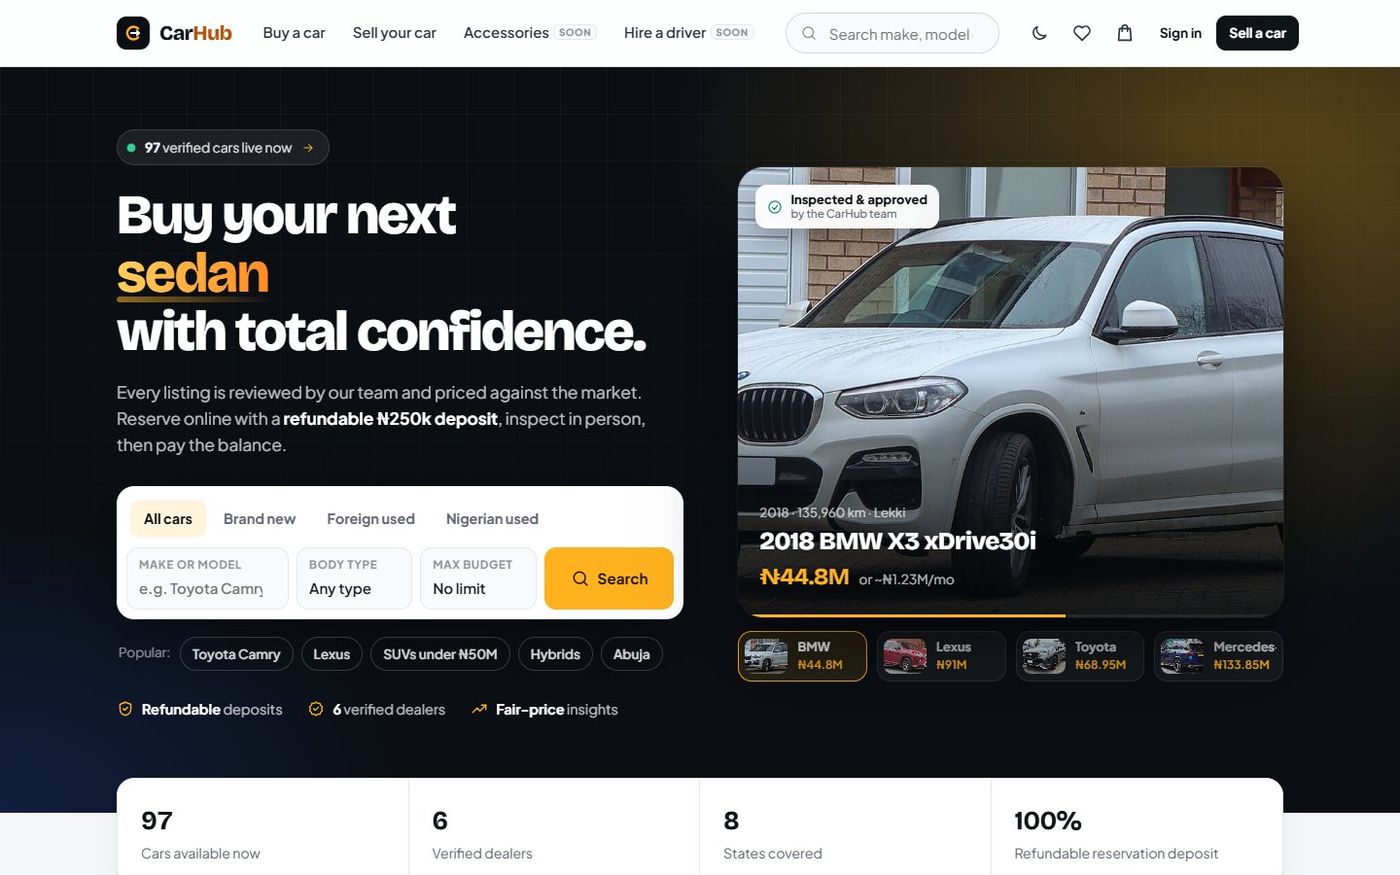 CarHub
Buy a car
Sell your car
Accessories SOON
Hire a driver SOON
Search make, model
Sign in
Sell a car
97 verified cars live now →
Buy your next
sedan
with total confidence.
Every listing is reviewed by our team and priced against the market.
Reserve online with a refundable ₦250k deposit, inspect in person,
then pay the balance.
All cars
Brand new
Foreign used
Nigerian used
MAKE OR MODEL
e.g. Toyota Camry
BODY TYPE
Any type
MAX BUDGET
No limit
Search
Popular:
Toyota Camry
Lexus
SUVs under ₦50M
Hybrids
Abuja
Refundable deposits
6 verified dealers
Fair-price insights
Inspected & approved
by the CarHub team
2018 · 135,960 km · Lekki
2018 BMW X3 xDrive30i
₦44.8M or ~₦1.23M/mo
BMW
₦44.8M
Lexus
₦91M
Toyota
₦68.95M
Mercedes-
₦133.85M
97
Cars available now
6
Verified dealers
8
States covered
100%
Refundable reservation deposit